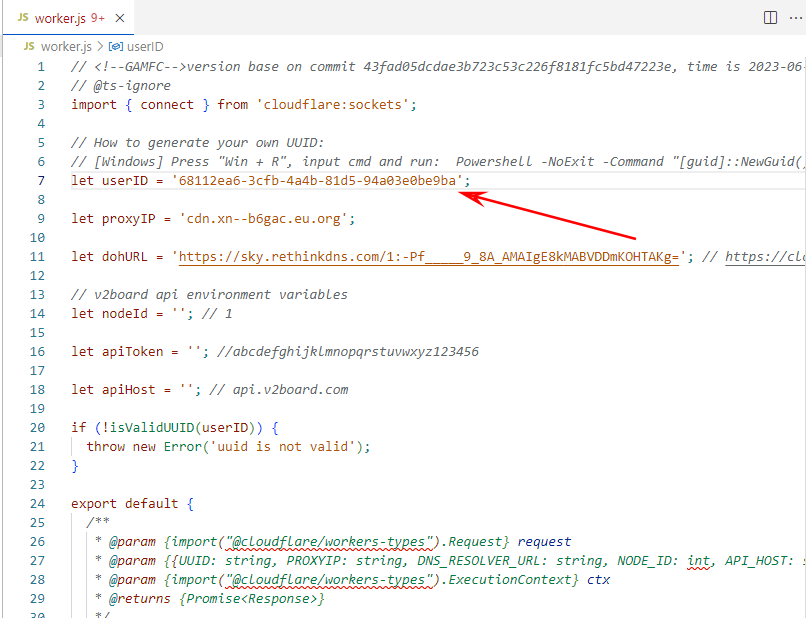 JS worker.js 9+ ×
JS worker.js > userID
1 // <!--GAMFC-->version base on commit 43fad05dcdae3b723c53c226f8181fc5bd47223e, time is 2023-06-
2 // @ts-ignore
3 import { connect } from 'cloudflare:sockets';
4
5 // How to generate your own UUID:
6 // [Windows] Press "Win + R", input cmd and run:  Powershell -NoExit -Command "[guid]::NewGuid()
7 let userID = '68112ea6-3cfb-4a4b-81d5-94a03e0be9ba';
8
9 let proxyIP = 'cdn.xn--b6gac.eu.org';
10
11 let dohURL = 'https://sky.rethinkdns.com/1:-Pf_____9_8A_AMAIgE8kMABVDDmKOHTAKg='; // https://clo
12
13 // v2board api environment variables
14 let nodeId = ''; // 1
15
16 let apiToken = ''; //abcdefghijklmnopqrstuvwxyz123456
17
18 let apiHost = ''; // api.v2board.com
19
20 if (!isValidUUID(userID)) {
21 throw new Error('uuid is not valid');
22 }
23
24 export default {
25 /**
26 * @param {import("@cloudflare/workers-types").Request} request
27 * @param {{UUID: string, PROXYIP: string, DNS_RESOLVER_URL: string, NODE_ID: int, API_HOST: s
28 * @param {import("@cloudflare/workers-types").ExecutionContext} ctx
29 * @returns {Promise<Response>}
30 */